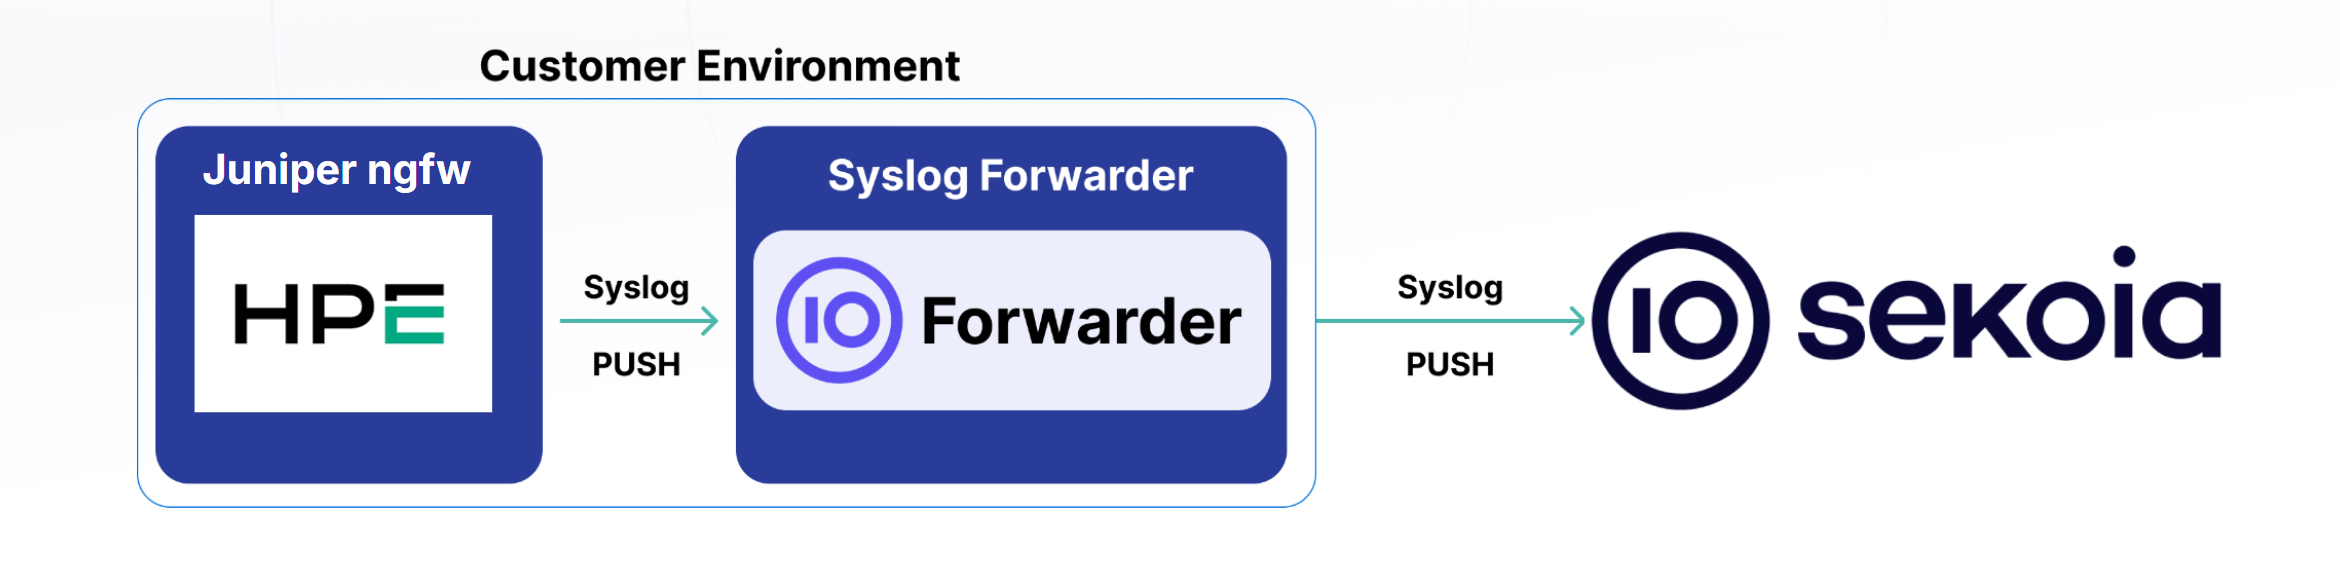 Customer Environment
Juniper ngfw
HPE
Syslog
PUSH
Syslog Forwarder
IO Forwarder
Syslog
PUSH
IO sekoia